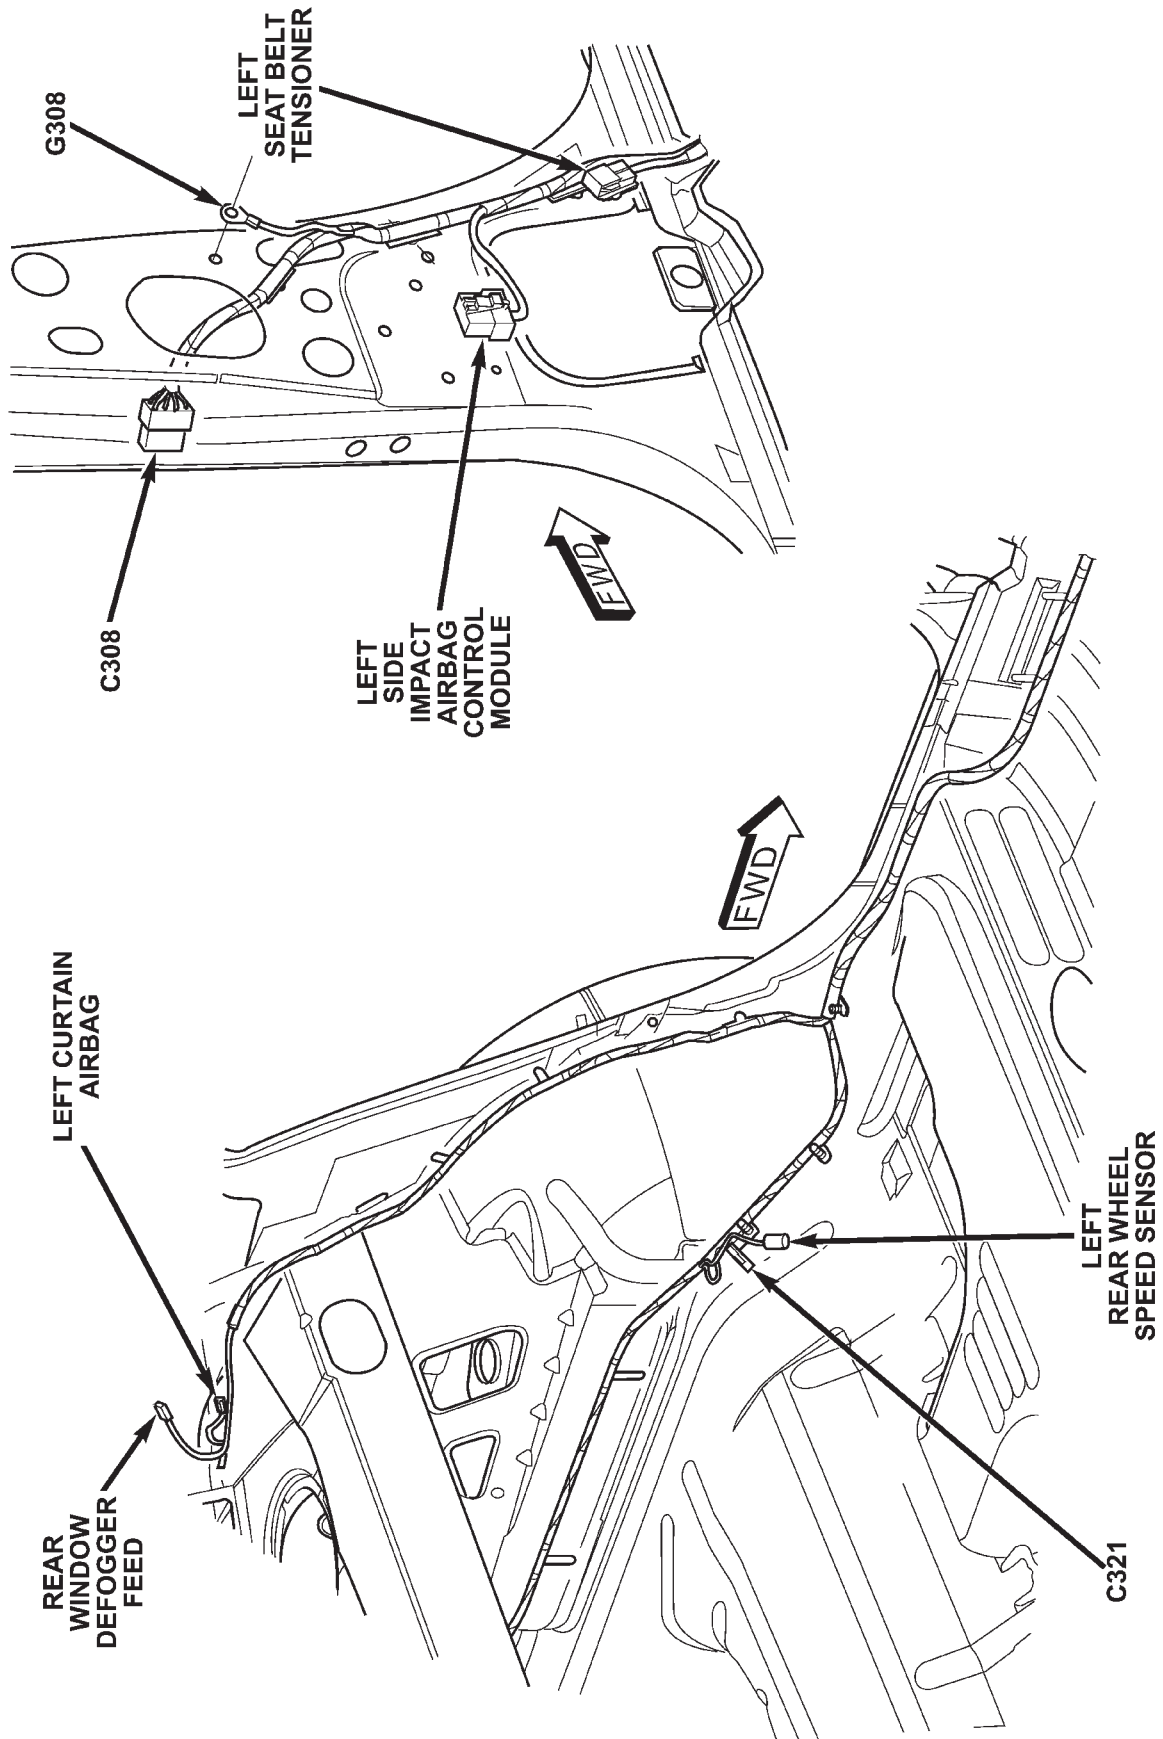 G308
LEFT
SEAT BELT
TENSIONER
C308
LEFT
SIDE
IMPACT
AIRBAG
CONTROL
MODULE
FWD
FWD
LEFT CURTAIN
AIRBAG
REAR
WINDOW
DEFOGGER
FEED
LEFT
REAR WHEEL
SPEED SENSOR
C321